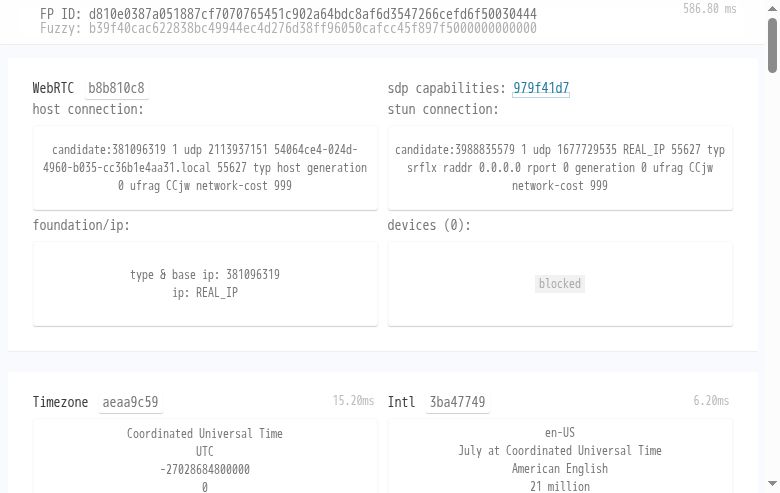 FP ID: d810e0387a051887cf7070765451c902a64bdc8af6d3547266cefd6f50030444
586.80 ms
Fuzzy: b39f40cac622838bc49944ec4d276d38ff96050cafcc45f897f5000000000000
WebRTC b8b810c8
host connection:
candidate:381096319 1 udp 2113937151 54064ce4-024d-
4960-b035-cc36b1e4aa31.local 55627 typ host generation
0 ufrag CCjw network-cost 999
sdp capabilities: 979f41d7
stun connection:
candidate:3988835579 1 udp 1677729535 REAL_IP 55627 typ
srflx raddr 0.0.0.0 rport 0 generation 0 ufrag CCjw
network-cost 999
foundation/ip:
type & base ip: 381096319
ip: REAL_IP
devices (0):
blocked
Timezone aeaa9c59 15.20ms
Coordinated Universal Time
UTC
-27028684800000
0
Intl 3ba47749 6.20ms
en-US
July at Coordinated Universal Time
American English
21 million